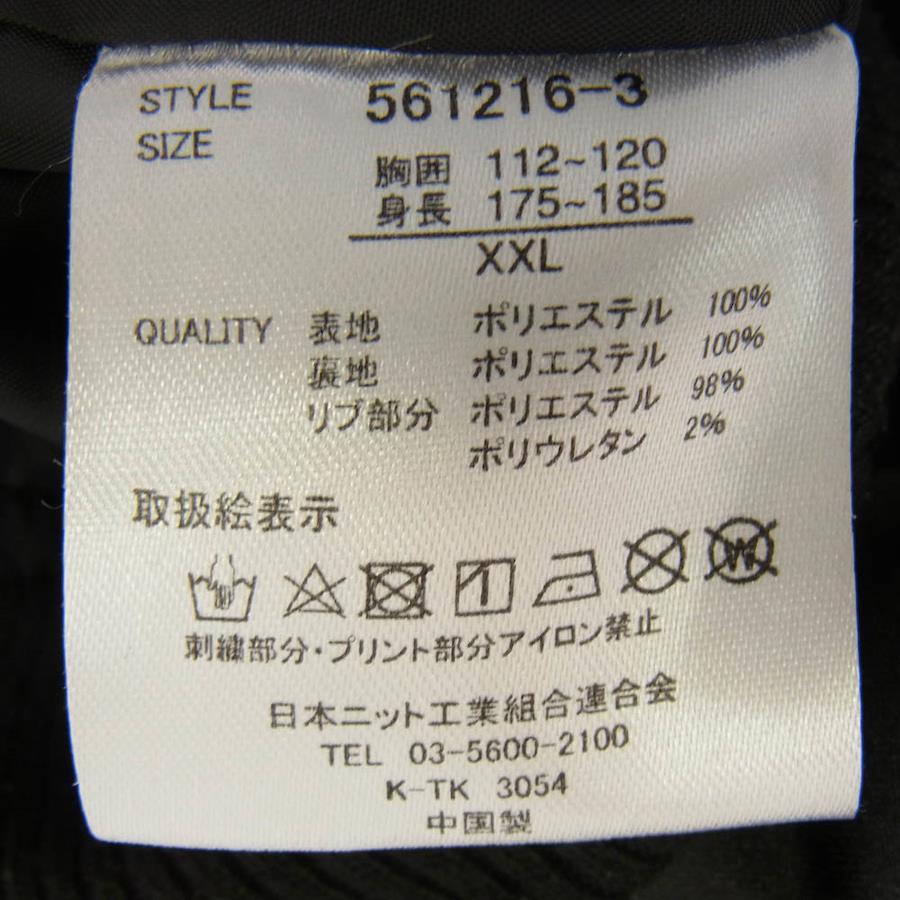 STYLE 561216-3
SIZE
胸囲 112~120
身長 175~185
XXL
QUALITY 表地 ポリエステル 100%
裏地 ポリエステル 100%
リブ部分 ポリエステル 98%
ポリウレタン 2%
取扱絵表示
W
刺繍部分・プリント部分アイロン禁止
日本ニット工業組合連合会
TEL 03-5600-2100
K-TK 3054
中国製